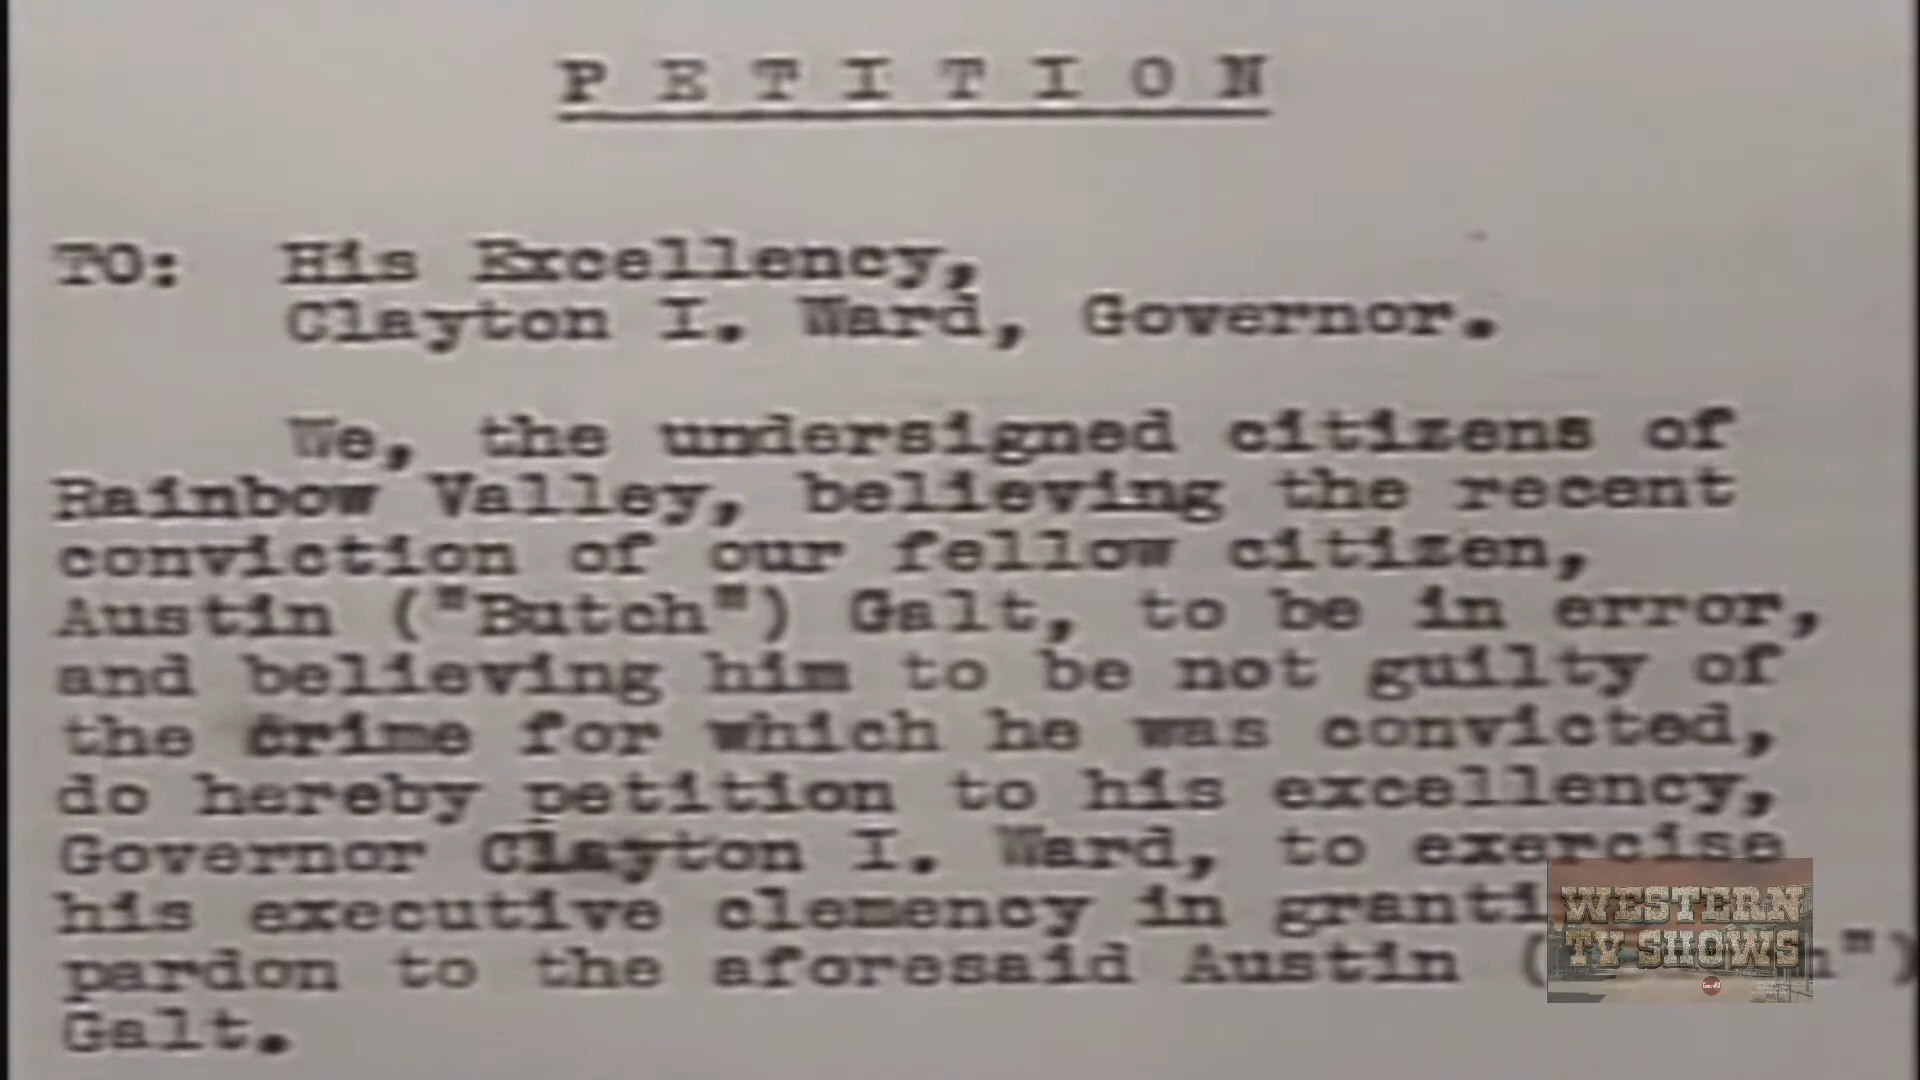 PETITION
TO: His Excellency,
Clayton I. Ward, Governor.
We, the undersigned citizens of
Rainbow Valley, believing the recent
conviction of our fellow citizen,
Austin ("Butch") Galt, to be in error,
and believing him to be not guilty of
the crime for which he was convicted,
do hereby petition to his excellency,
Governor Clayton I. Ward, to exercise
his executive clemency in granti
pardon to the aforesaid Austin ( h")
Galt.
WESTERN
TV SHOWS